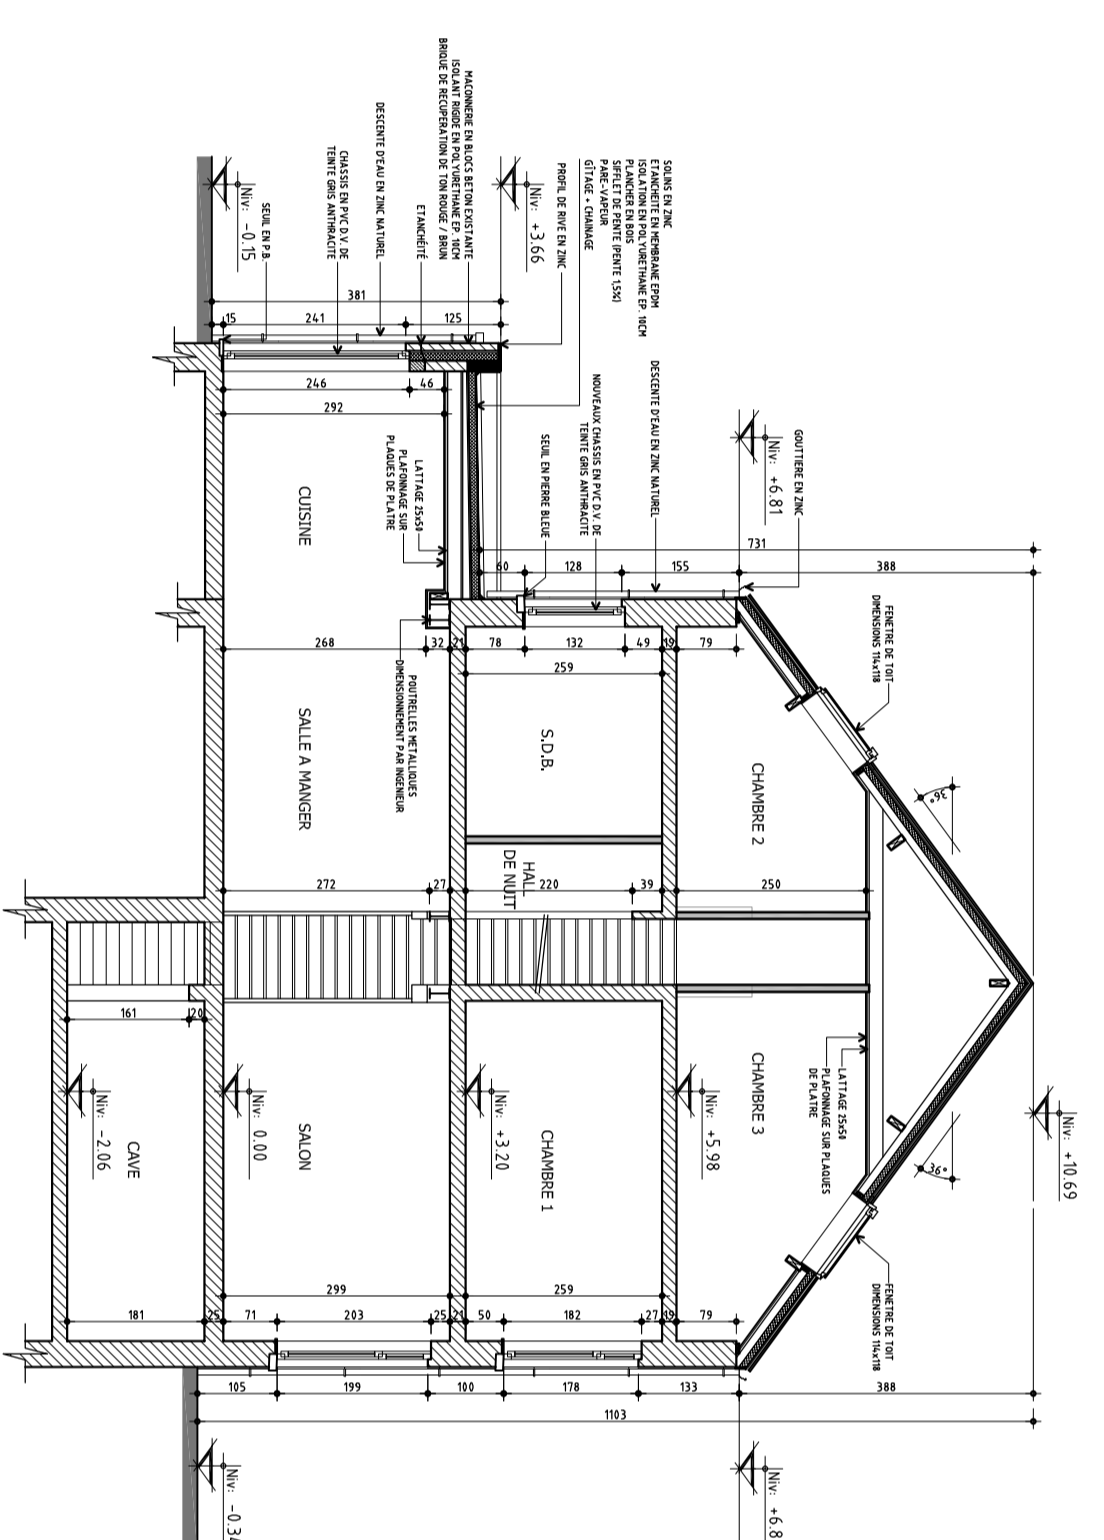 SOLINS EN ZINC
ETANCHEITE EN MEMBRANE EPDM
ISOLATION EN POLYURETHANE EP. 10CM
PLANCHER EN BOIS
SIFFLET DE PENTE (PENTE 1,5%)
PARE-VAPEUR
GÎTAGE + CHAINAGE
PROFIL DE RIVE EN ZINC
MACONNERIE EN BLOCS BETON EXISTANTE
ISOLANT RIGIDE EN POLYURETHANE EP. 10CM
BRIQUE DE RECUPERATION DE TON ROUGE / BRUN
ETANCHÉITÉ
DESCENTE D'EAU EN ZINC NATUREL
CHASSIS EN PVC D.V. DE
TEINTE GRIS ANTHRACITE
SEUIL EN P.B.
Niv: +3.66
Niv: -0.15
381
15
241
125
246
46
292
GOUTTIERE EN ZINC
Niv: +6.81
DESCENTE D'EAU EN ZINC NATUREL
NOUVEAUX CHASSIS EN PVC D.V. DE
TEINTE GRIS ANTHRACITE
SEUIL EN PIERRE BLEUE
LATTAGE 25x50
PLAFONNAGE SUR
PLAQUES DE PLATRE
CUISINE
731
60
128
155
388
FENETRE DE TOIT
DIMENSIONS 114x118
268
32
21
78
132
49
19
79
259
POUTRELLES METALLIQUES
DIMENSIONNEMENT PAR INGENIEUR
SALLE A MANGER
S.D.B.
CHAMBRE 2
36°
HALL
DE NUIT
272
27
220
39
250
161
20
CHAMBRE 3
LATTAGE 25x50
PLAFONNAGE SUR PLAQUES
DE PLATRE
Niv: +10.69
36°
Niv: +5.98
Niv: +3.20
Niv: 0.00
Niv: -2.06
CHAMBRE 1
SALON
CAVE
299
259
FENETRE DE TOIT
DIMENSIONS 114x118
181
25
71
203
25
21
50
182
27
19
79
105
199
100
178
133
388
1103
Niv: +6.8
Niv: -0.34